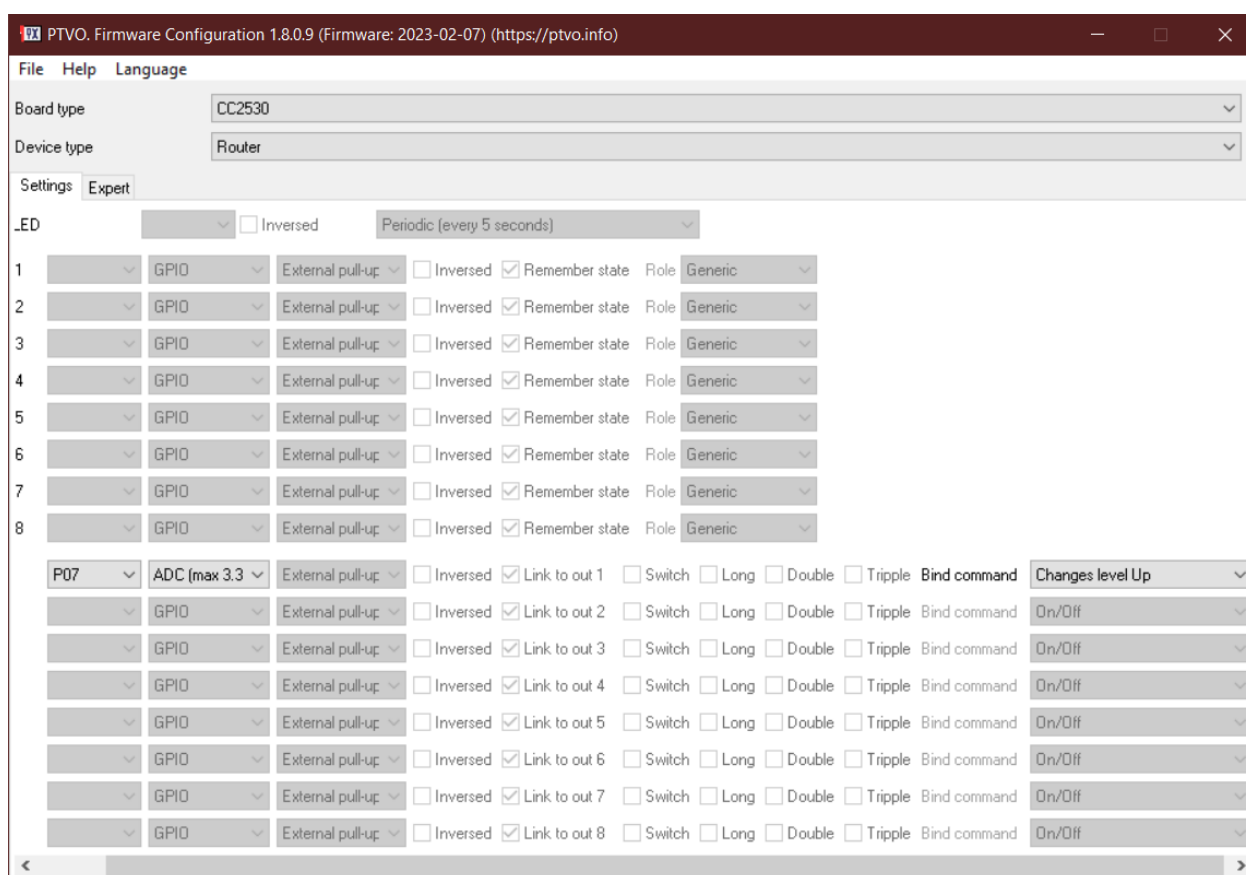 PTVO. Firmware Configuration 1.8.0.9 (Firmware: 2023-02-07) (https://ptvo.info)
File Help Language
Board type CC2530
Device type Router
Settings Expert
LED Inversed Periodic (every 5 seconds)
1 GPIO External pull-up Inversed Remember state Role Generic
2 GPIO External pull-up Inversed Remember state Role Generic
3 GPIO External pull-up Inversed Remember state Role Generic
4 GPIO External pull-up Inversed Remember state Role Generic
5 GPIO External pull-up Inversed Remember state Role Generic
6 GPIO External pull-up Inversed Remember state Role Generic
7 GPIO External pull-up Inversed Remember state Role Generic
8 GPIO External pull-up Inversed Remember state Role Generic
P07 ADC (max 3.3 External pull-up Inversed Link to out 1 Switch Long Double Tripple Bind command Changes level Up
GPIO External pull-up Inversed Link to out 2 Switch Long Double Tripple Bind command On/Off
GPIO External pull-up Inversed Link to out 3 Switch Long Double Tripple Bind command On/Off
GPIO External pull-up Inversed Link to out 4 Switch Long Double Tripple Bind command On/Off
GPIO External pull-up Inversed Link to out 5 Switch Long Double Tripple Bind command On/Off
GPIO External pull-up Inversed Link to out 6 Switch Long Double Tripple Bind command On/Off
GPIO External pull-up Inversed Link to out 7 Switch Long Double Tripple Bind command On/Off
GPIO External pull-up Inversed Link to out 8 Switch Long Double Tripple Bind command On/Off